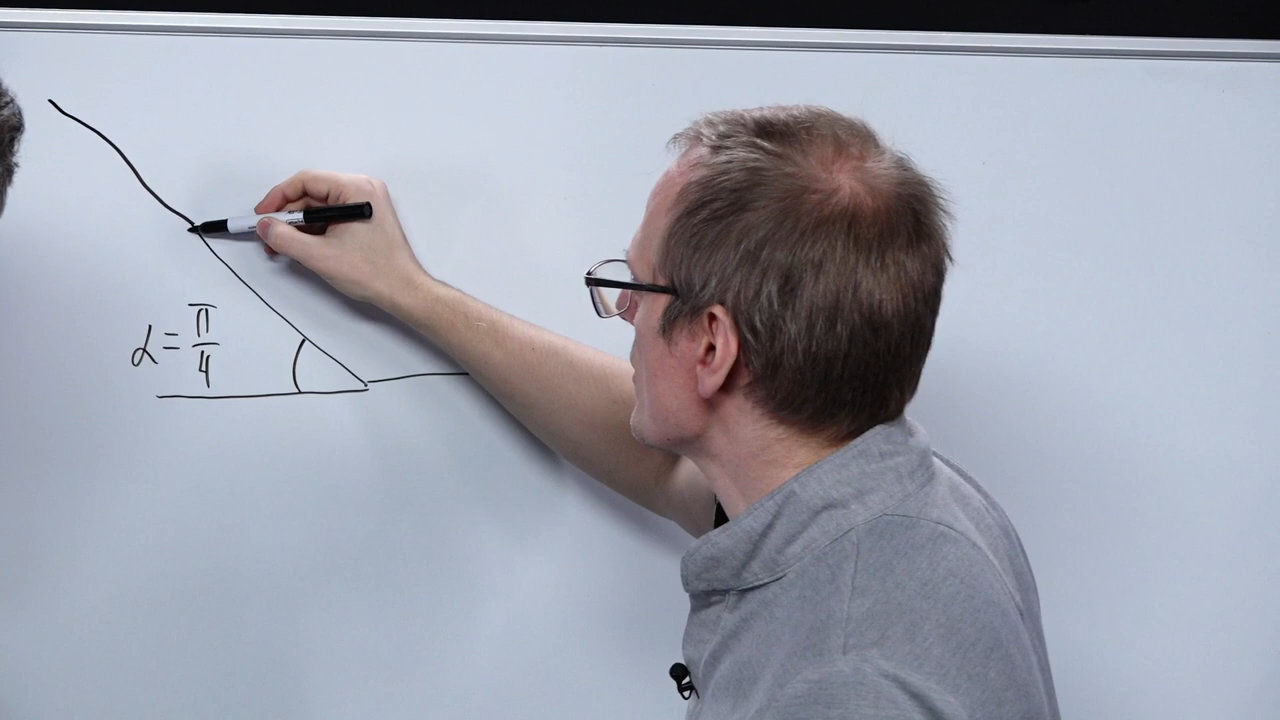 α = π/4